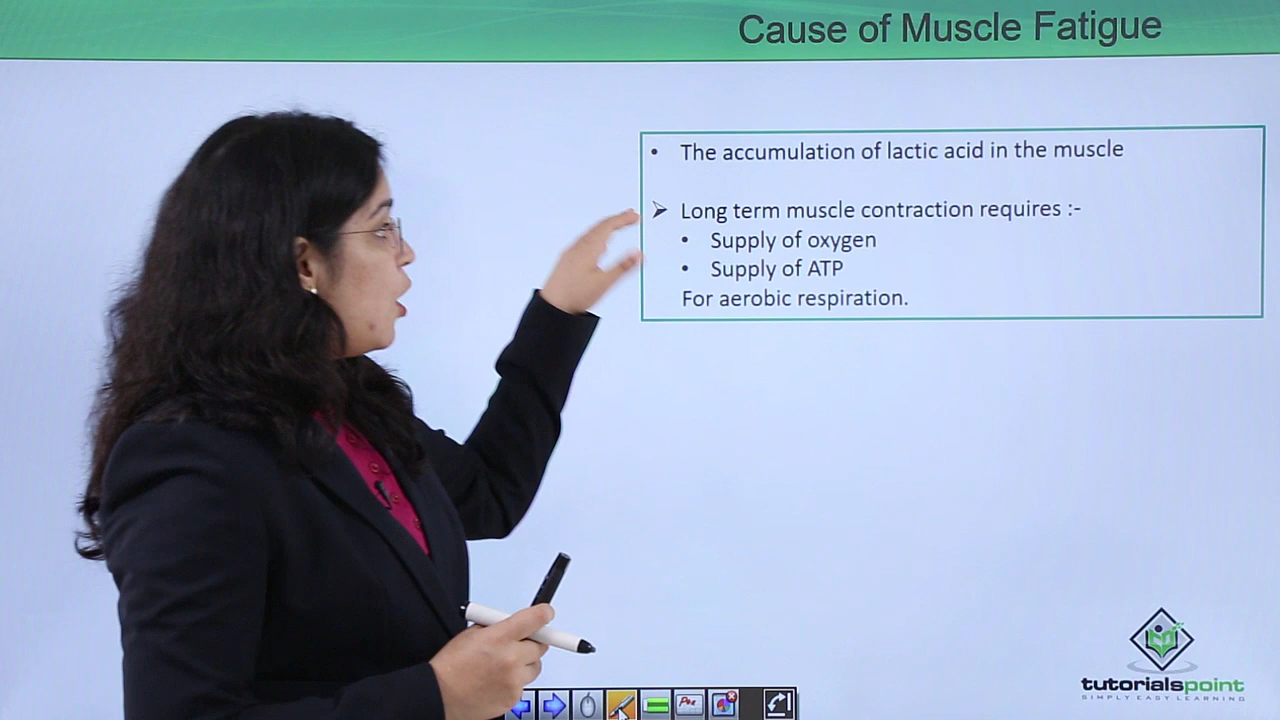 Cause of Muscle Fatigue
• The accumulation of lactic acid in the muscle
➢ Long term muscle contraction requires :-
• Supply of oxygen
• Supply of ATP
For aerobic respiration.
tutorialspoint
SIMPLY EASY LEARNING
Pen